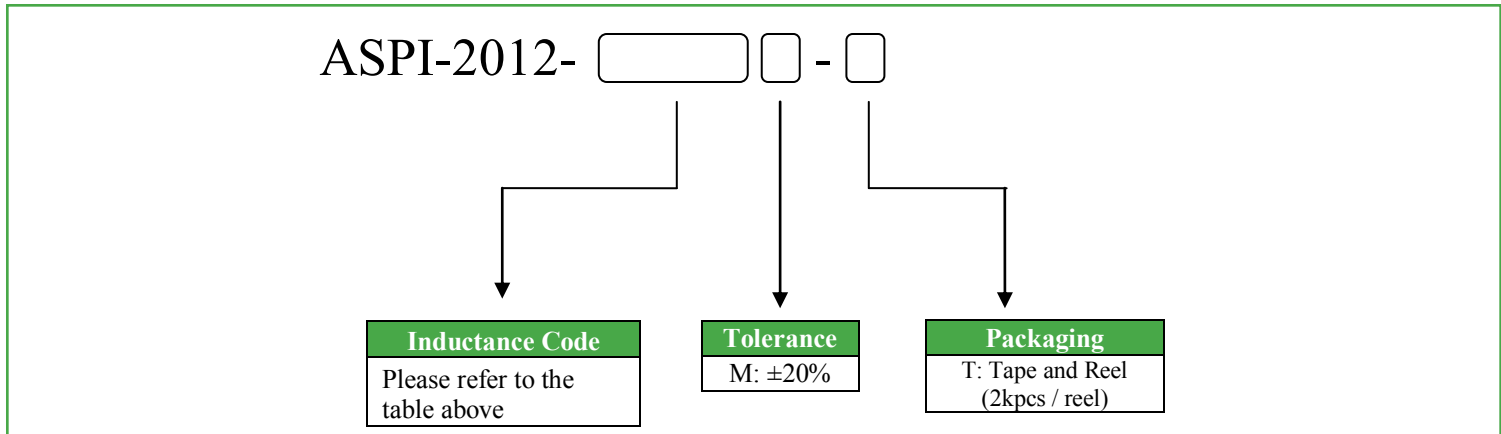 ASPI-2012- -
Inductance Code
Please refer to the
table above
Tolerance
M: ±20%
Packaging
T: Tape and Reel
(2kpcs / reel)